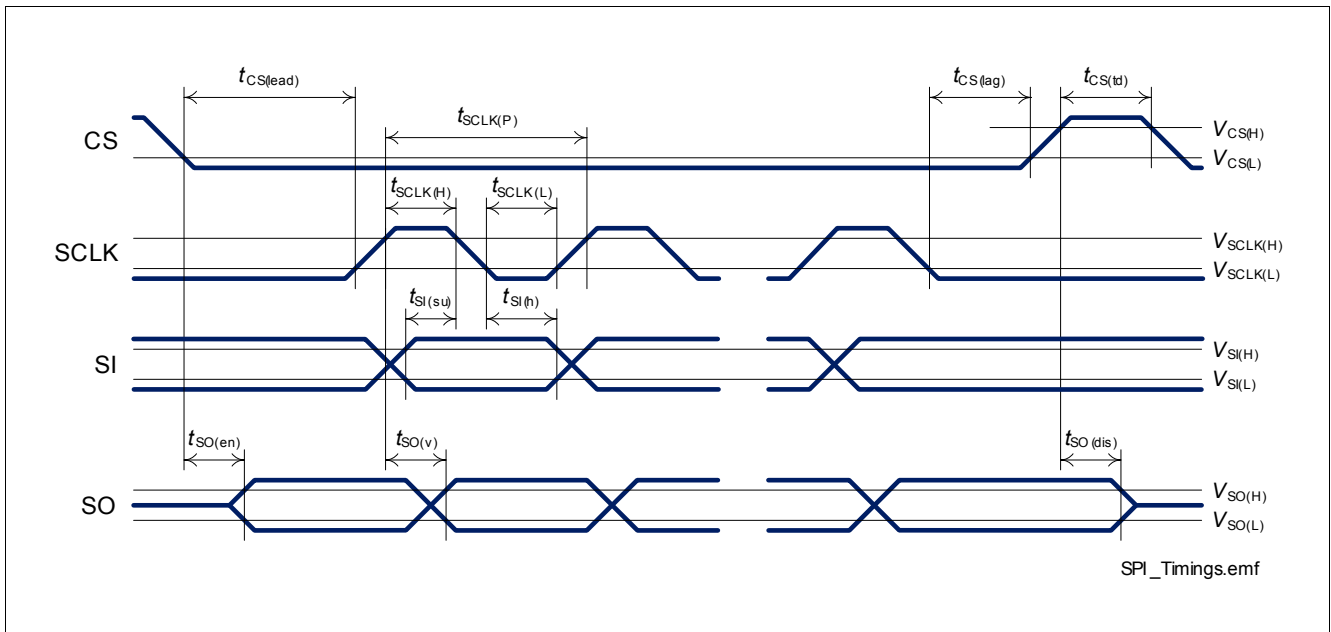 tCS(lead)
tCS(lag)
tCS(td)
tSCLK(P)
CS
VCS(H)
VCS(L)
tSCLK(H)
tSCLK(L)
SCLK
VSCLK(H)
VSCLK(L)
tSI(su)
tSI(h)
SI
VSI(H)
VSI(L)
tSO(en)
tSO(v)
tSO(dis)
SO
VSO(H)
VSO(L)
SPI_Timings.emf